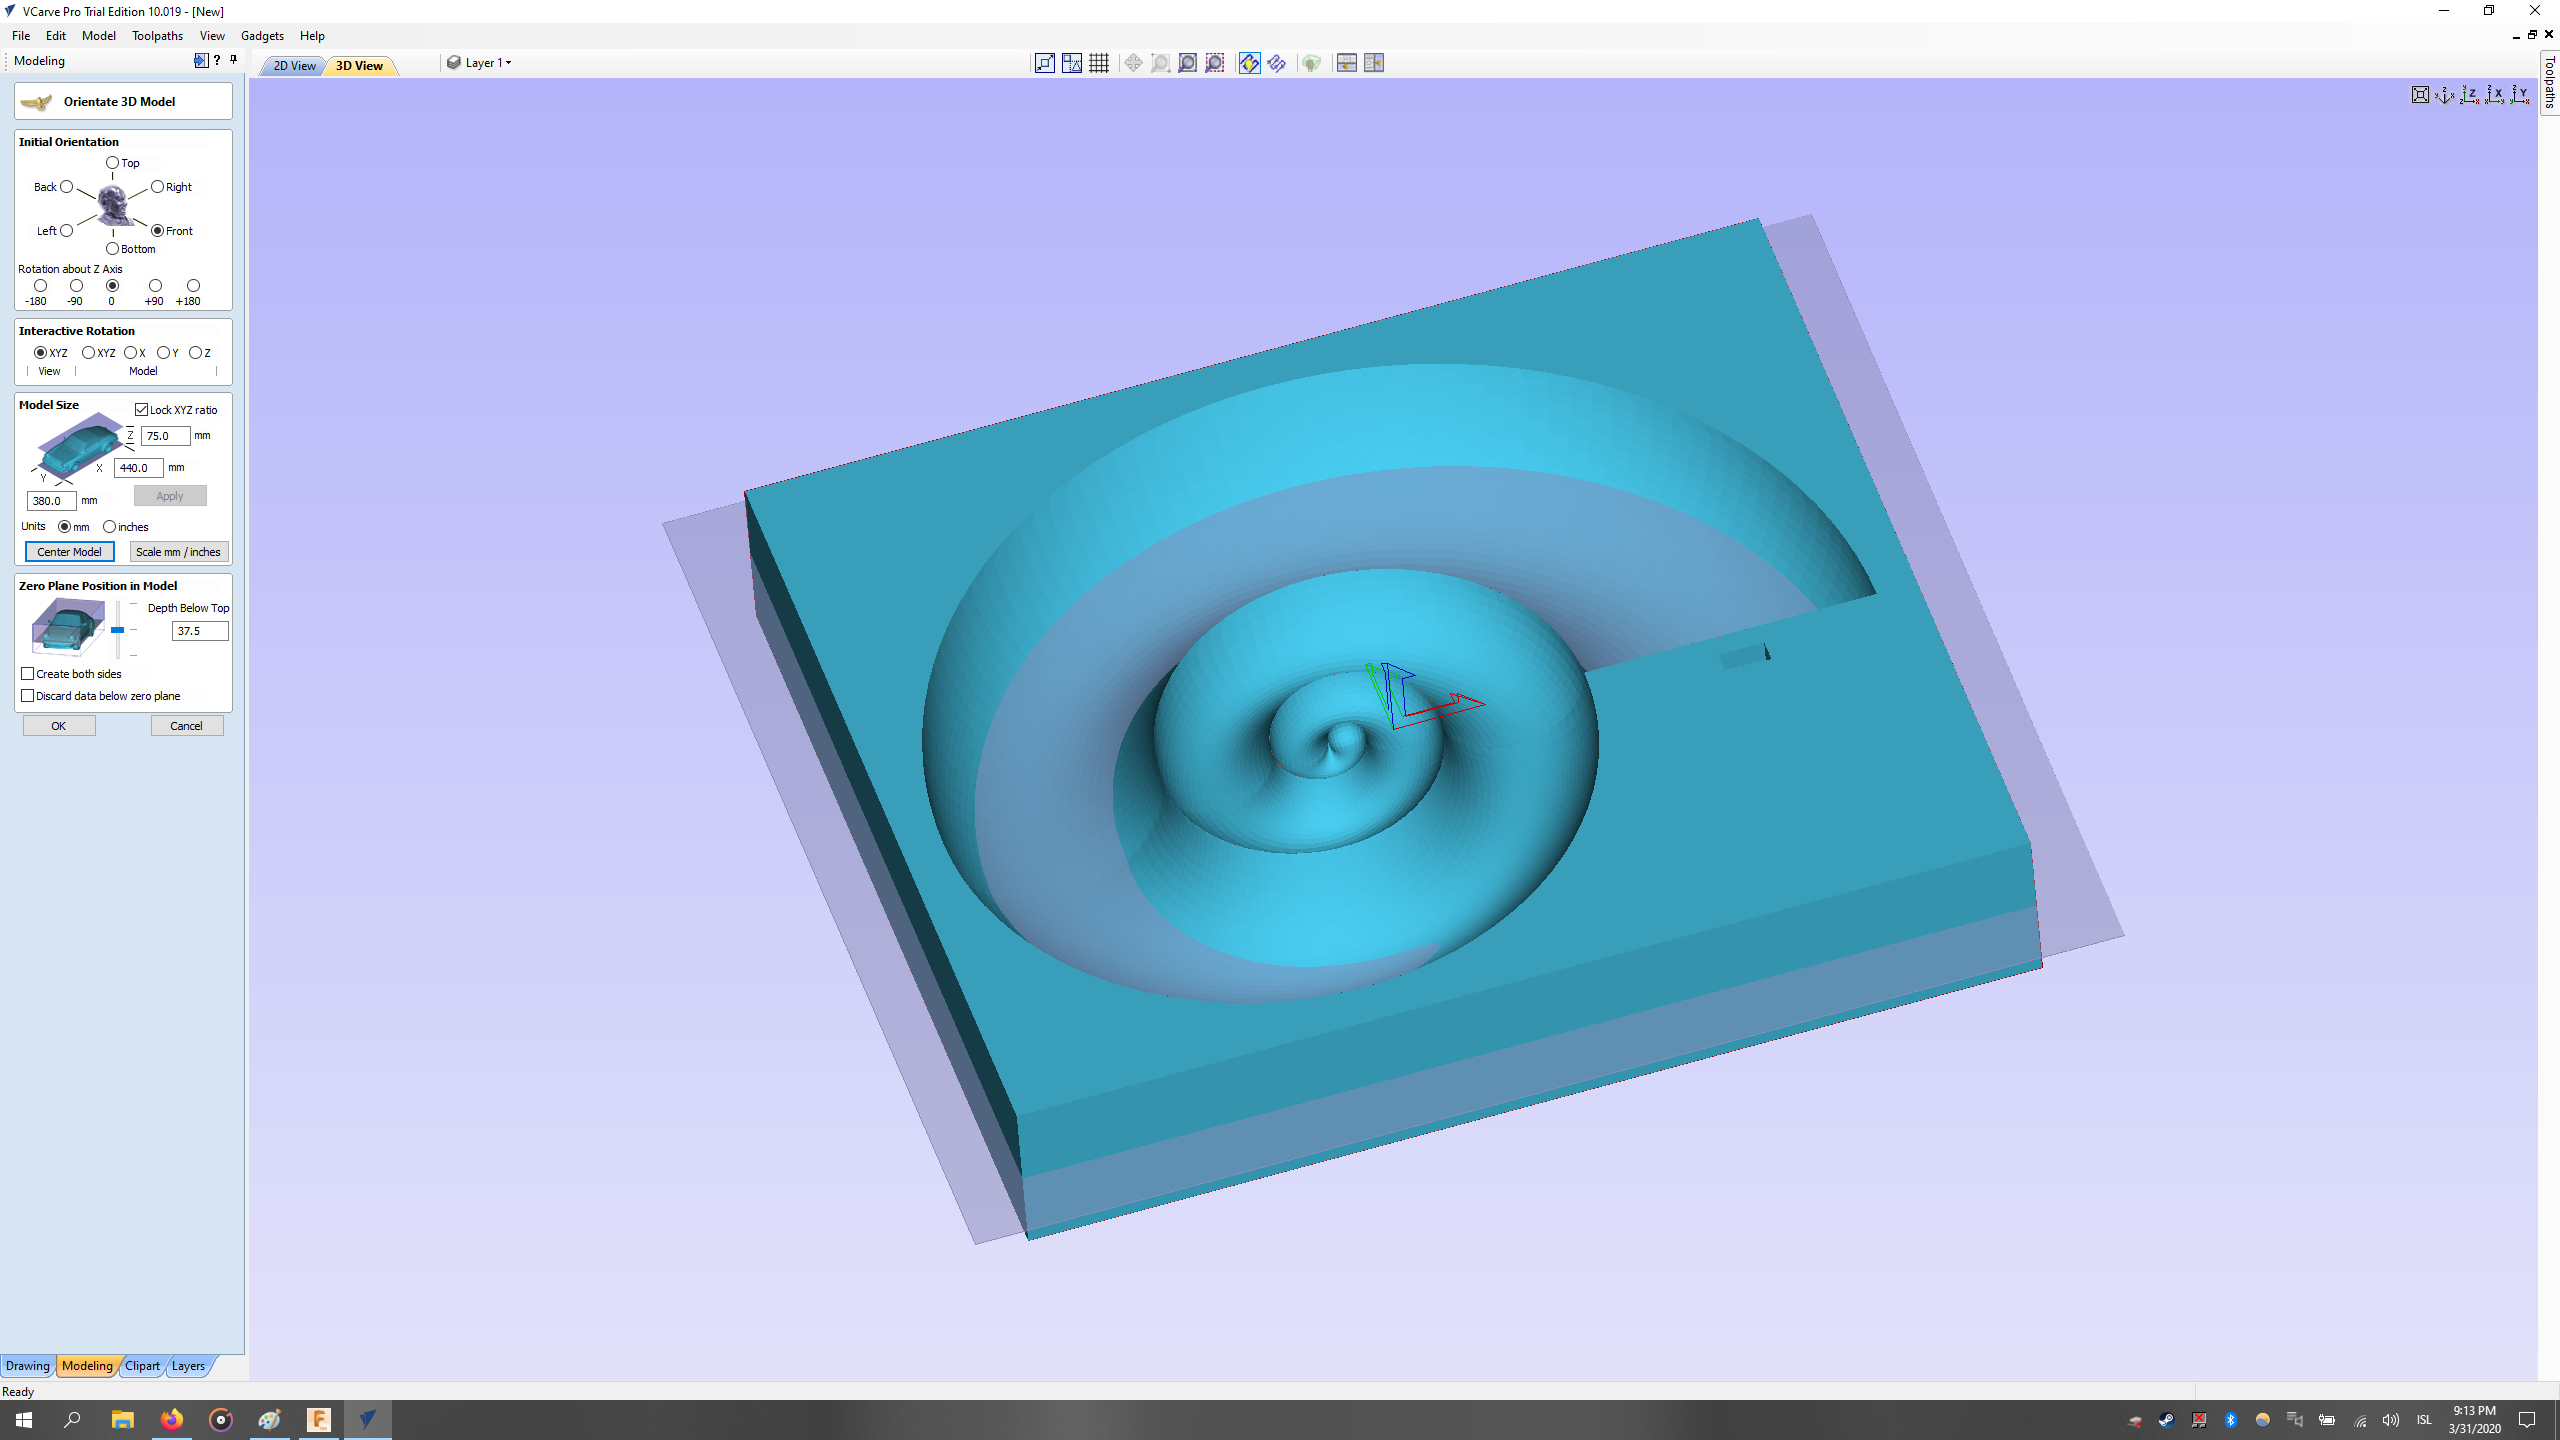 VCarve Pro Trial Edition 10.019 - [New]
File Edit Model Toolpaths View Gadgets Help
Modeling
?
2D View 3D View
Layer 1
Toolpaths
Orientate 3D Model
Initial Orientation
Top
Back Right
Left Front
Bottom
Rotation about Z Axis
-180 -90 0 +90 +180
Interactive Rotation
XYZ XYZ X Y Z
View Model
Model Size
Lock XYZ ratio
Z 75.0 mm
X 440.0 mm
Y
380.0 mm
Apply
Units mm inches
Center Model Scale mm / inches
Zero Plane Position in Model
Depth Below Top
37.5
Create both sides
Discard data below zero plane
OK Cancel
Drawing Modeling Clipart Layers
Ready
ISL
9:13 PM
3/31/2020